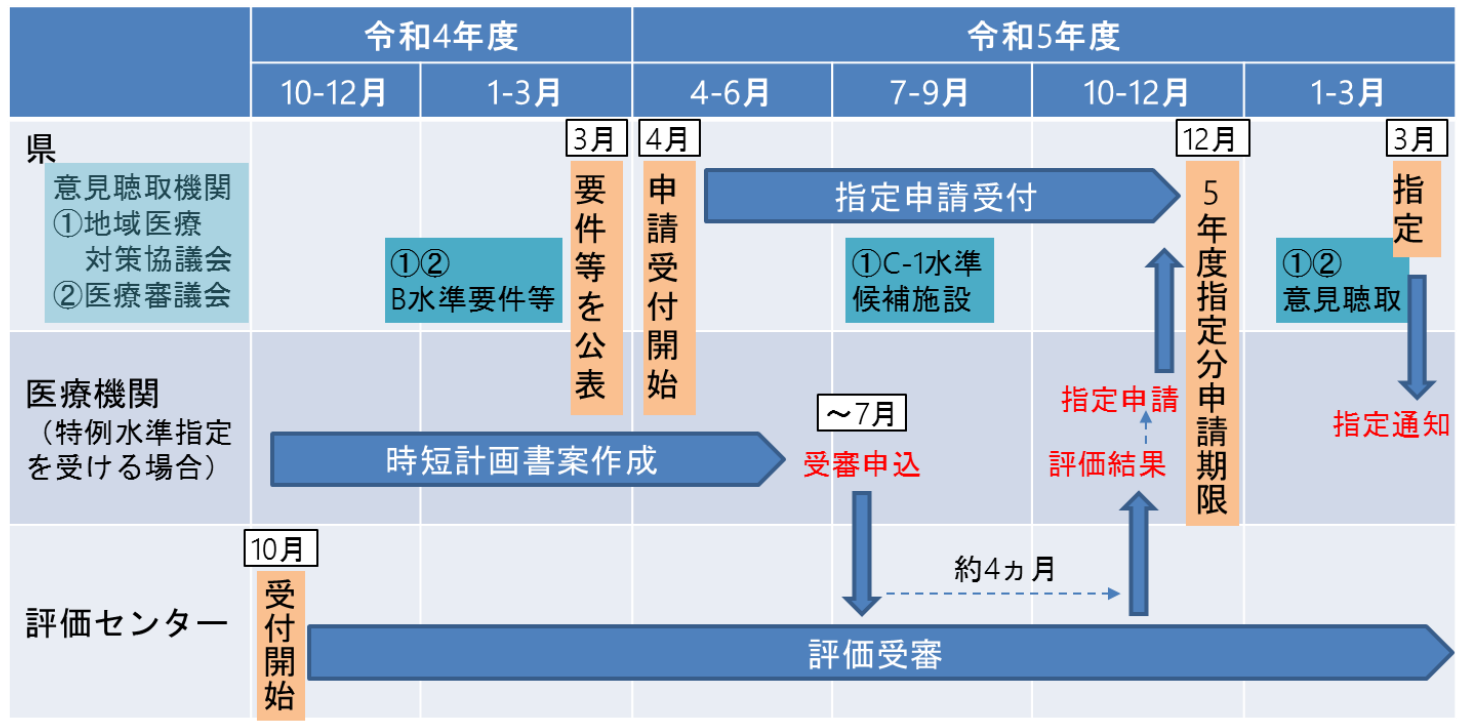 令和4年度
令和5年度
10-12月
1-3月
4-6月
7-9月
10-12月
1-3月
県
意見聴取機関
①地域医療
対策協議会
②医療審議会
①②
B水準要件等
3月
要件等を公表
4月
申請受付開始
指定申請受付
①C-1水準
候補施設
12月
5年度指定分申請期限
①②
意見聴取
3月
指定
医療機関
（特例水準指定
を受ける場合）
時短計画書案作成
～7月
受審申込
指定申請
評価結果
指定通知
評価センター
10月
受付開始
約4ヵ月
評価受審